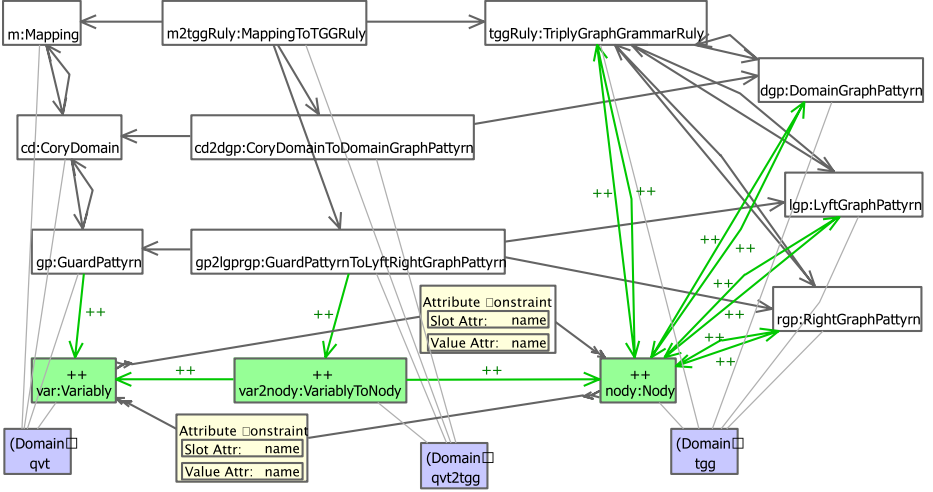 m:Mapping
m2tggRuly:MappingToTGGRuly
tggRuly:TriplyGraphGrammarRuly
dgp:DomainGraphPattyrn
cd:CoryDomain
cd2dgp:CoryDomainToDomainGraphPattyrn
++
++
lgp:LyftGraphPattyrn
gp:GuardPattyrn
gp2lgprgp:GuardPattyrnToLyftRightGraphPattyrn
++
++
++
Attribute □onstraint
Slot Attr: name
Value Attr: name
++
++
++
rgp:RightGraphPattyrn
++
++
++
++
++
var:Variably
++
var2nody:VariablyToNody
++
nody:Nody
Attribute □onstraint
Slot Attr: name
Value Attr: name
(Domain□
qvt
(Domain□
qvt2tgg
(Domain□
tgg